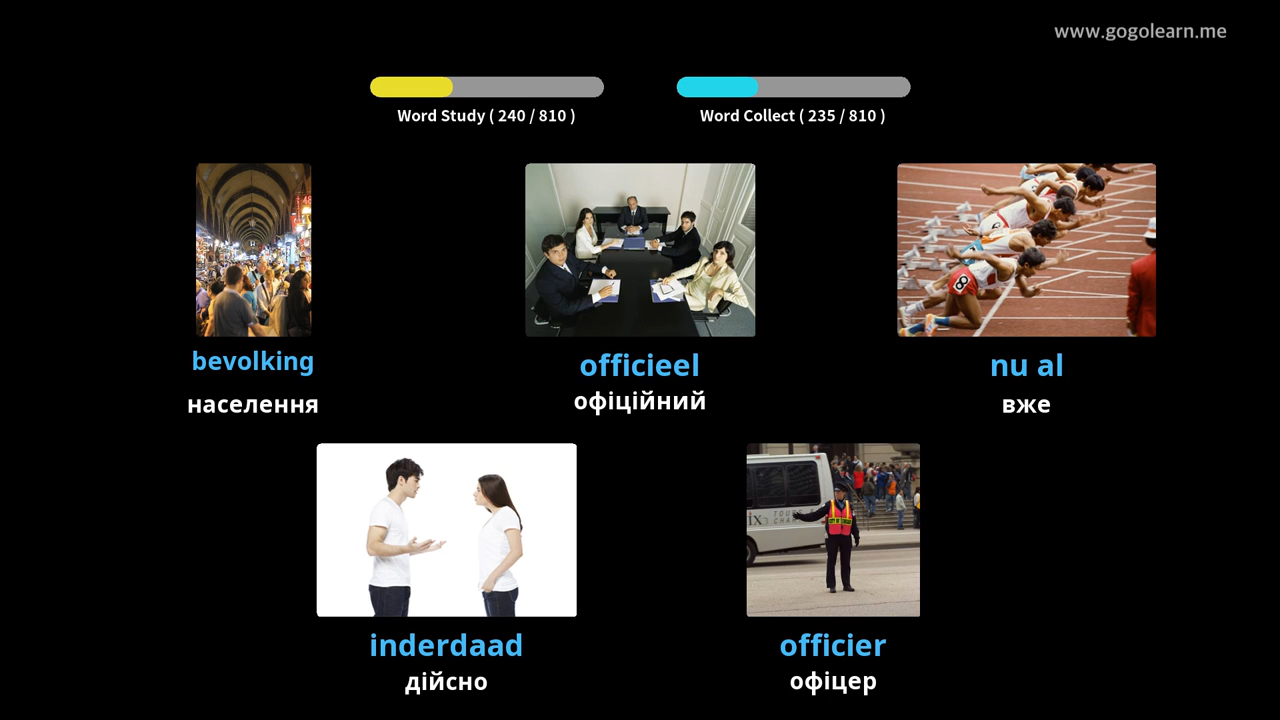 www.gogolearn.me
Word Study ( 240 / 810 )
Word Collect ( 235 / 810 )
bevolking
населення
officieel
офіційний
nu al
вже
inderdaad
дійсно
officier
офіцер